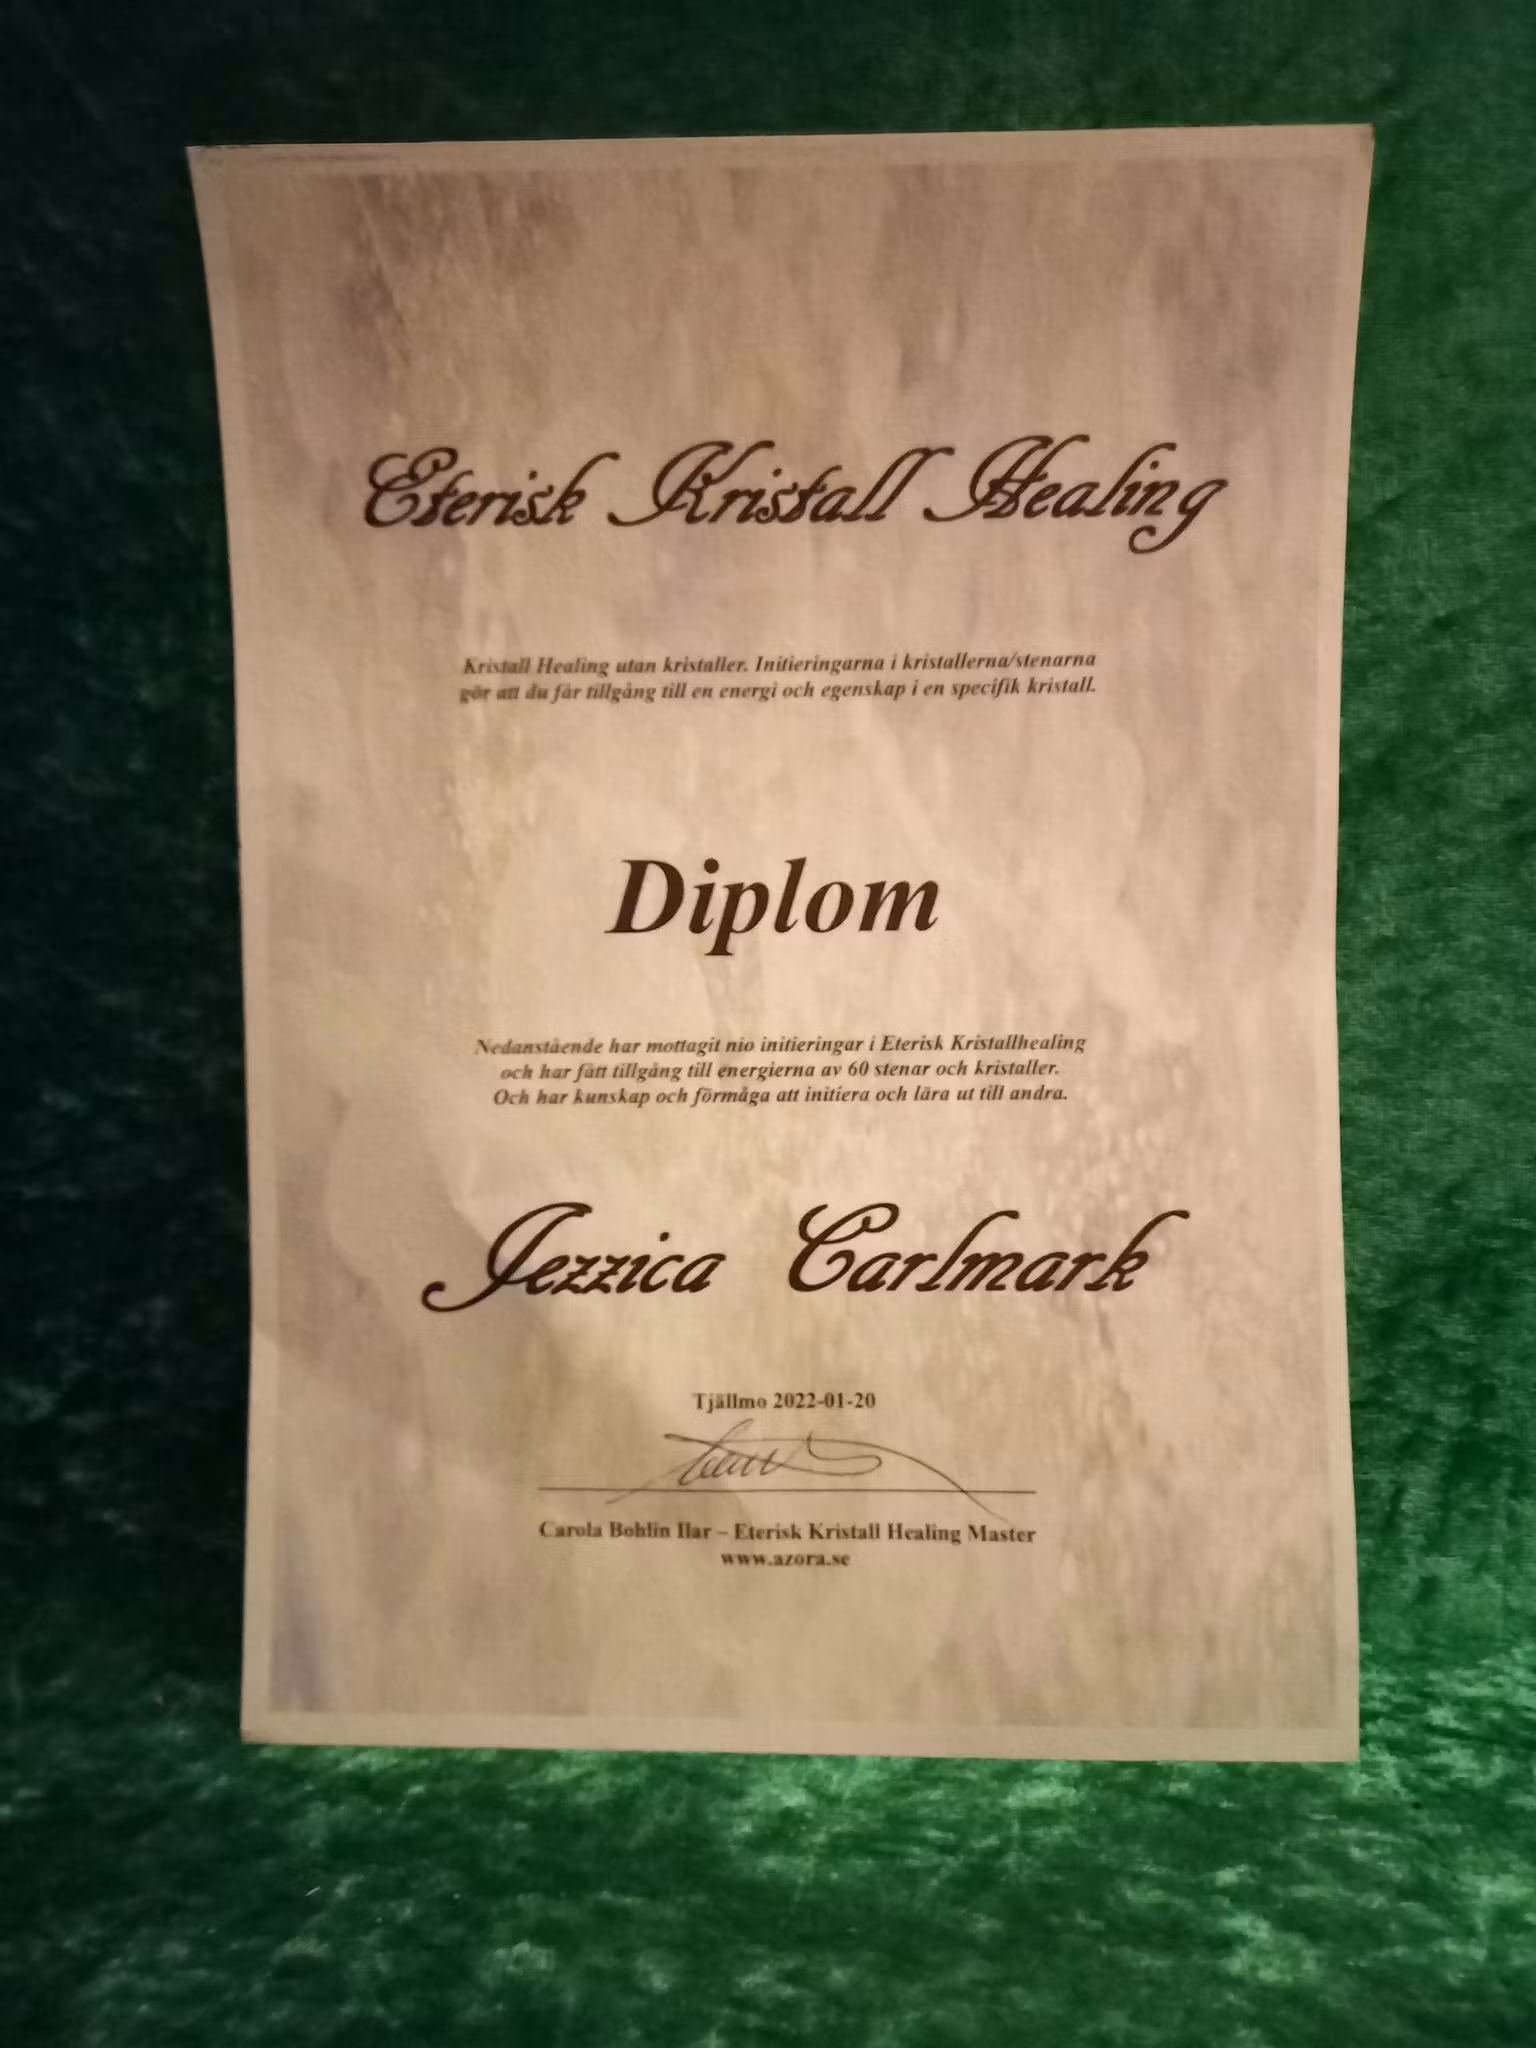 Eterisk Kristall Healing
Kristall Healing utan kristaller. Initieringarna i kristallerna/stenarna
gör att du får tillgång till en energi och egenskap i en specifik kristall.
Diplom
Nedanstående har mottagit nio initieringar i Eterisk Kristallhealing
och har fått tillgång till energierna av 60 stenar och kristaller.
Och har kunskap och förmåga att initiera och lära ut till andra.
Jezzica Carlmark
Tjällmo 2022-01-20
Carola Bohlin Ilar – Eterisk Kristall Healing Master
www.azora.se